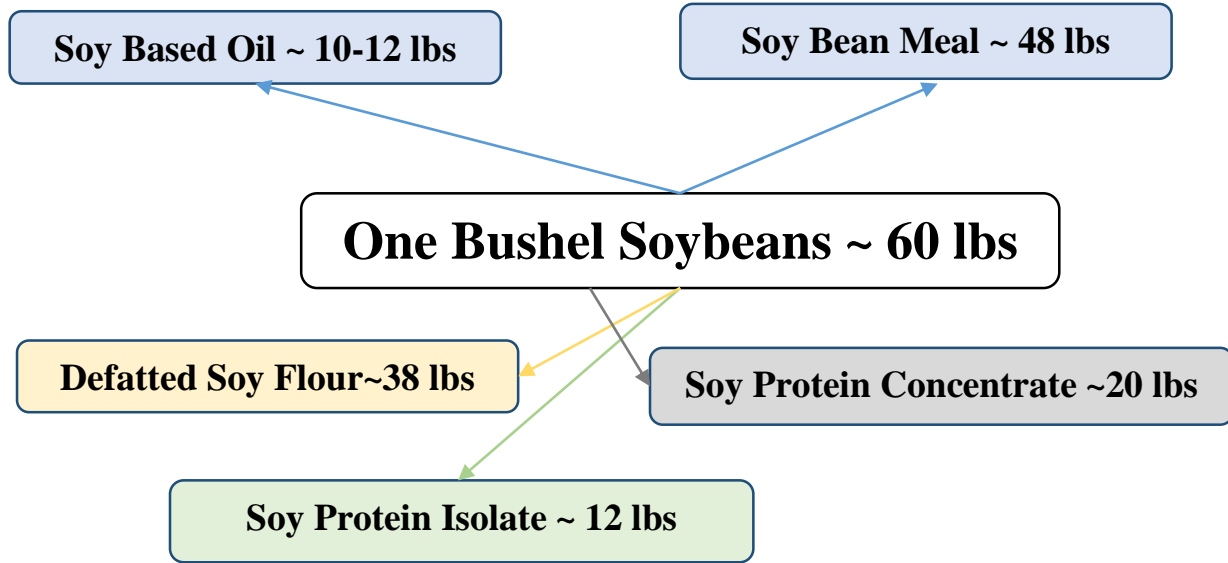 Soy Based Oil ~ 10-12 lbs
Soy Bean Meal ~ 48 lbs
One Bushel Soybeans ~ 60 lbs
Defatted Soy Flour~38 lbs
Soy Protein Concentrate ~20 lbs
Soy Protein Isolate ~ 12 lbs